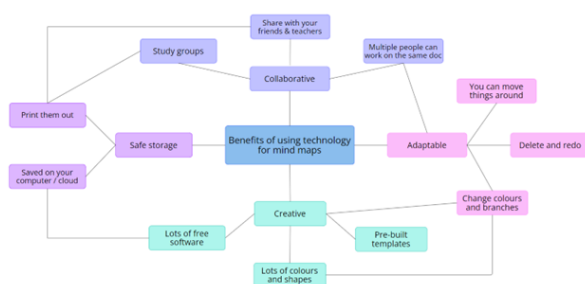 Share with your
friends & teachers
Study groups
Multiple people can
work on the same doc
Collaborative
You can move
things around
Print them out
Safe storage
Benefits of using technology
for mind maps
Adaptable
Delete and redo
Saved on your
computer / cloud
Change colours
and branches
Creative
Lots of free
software
Pre-built
templates
Lots of colours
and shapes